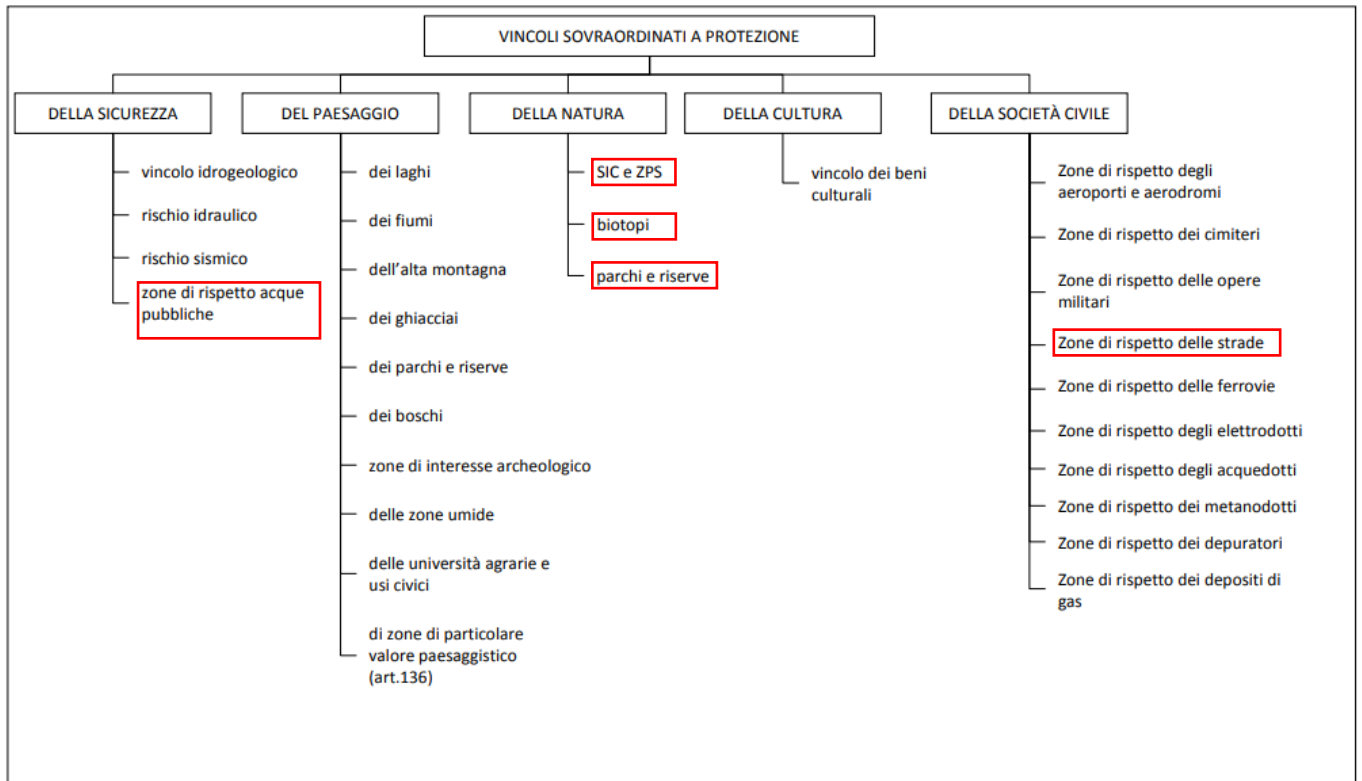 VINCOLI SOVRAORDINATI A PROTEZIONE
DELLA SICUREZZA
vincolo idrogeologico
rischio idraulico
rischio sismico
zone di rispetto acque
pubbliche
DEL PAESAGGIO
dei laghi
dei fiumi
dell'alta montagna
dei ghiacciai
dei parchi e riserve
dei boschi
zone di interesse archeologico
delle zone umide
delle università agrarie e
usi civici
di zone di particolare
valore paesaggistico
(art.136)
DELLA NATURA
SIC e ZPS
biotopi
parchi e riserve
DELLA CULTURA
vincolo dei beni
culturali
DELLA SOCIETÀ CIVILE
Zone di rispetto degli
aeroporti e aerodromi
Zone di rispetto dei cimiteri
Zone di rispetto delle opere
militari
Zone di rispetto delle strade
Zone di rispetto delle ferrovie
Zone di rispetto degli elettrodotti
Zone di rispetto degli acquedotti
Zone di rispetto dei metanodotti
Zone di rispetto dei depuratori
Zone di rispetto dei depositi di
gas